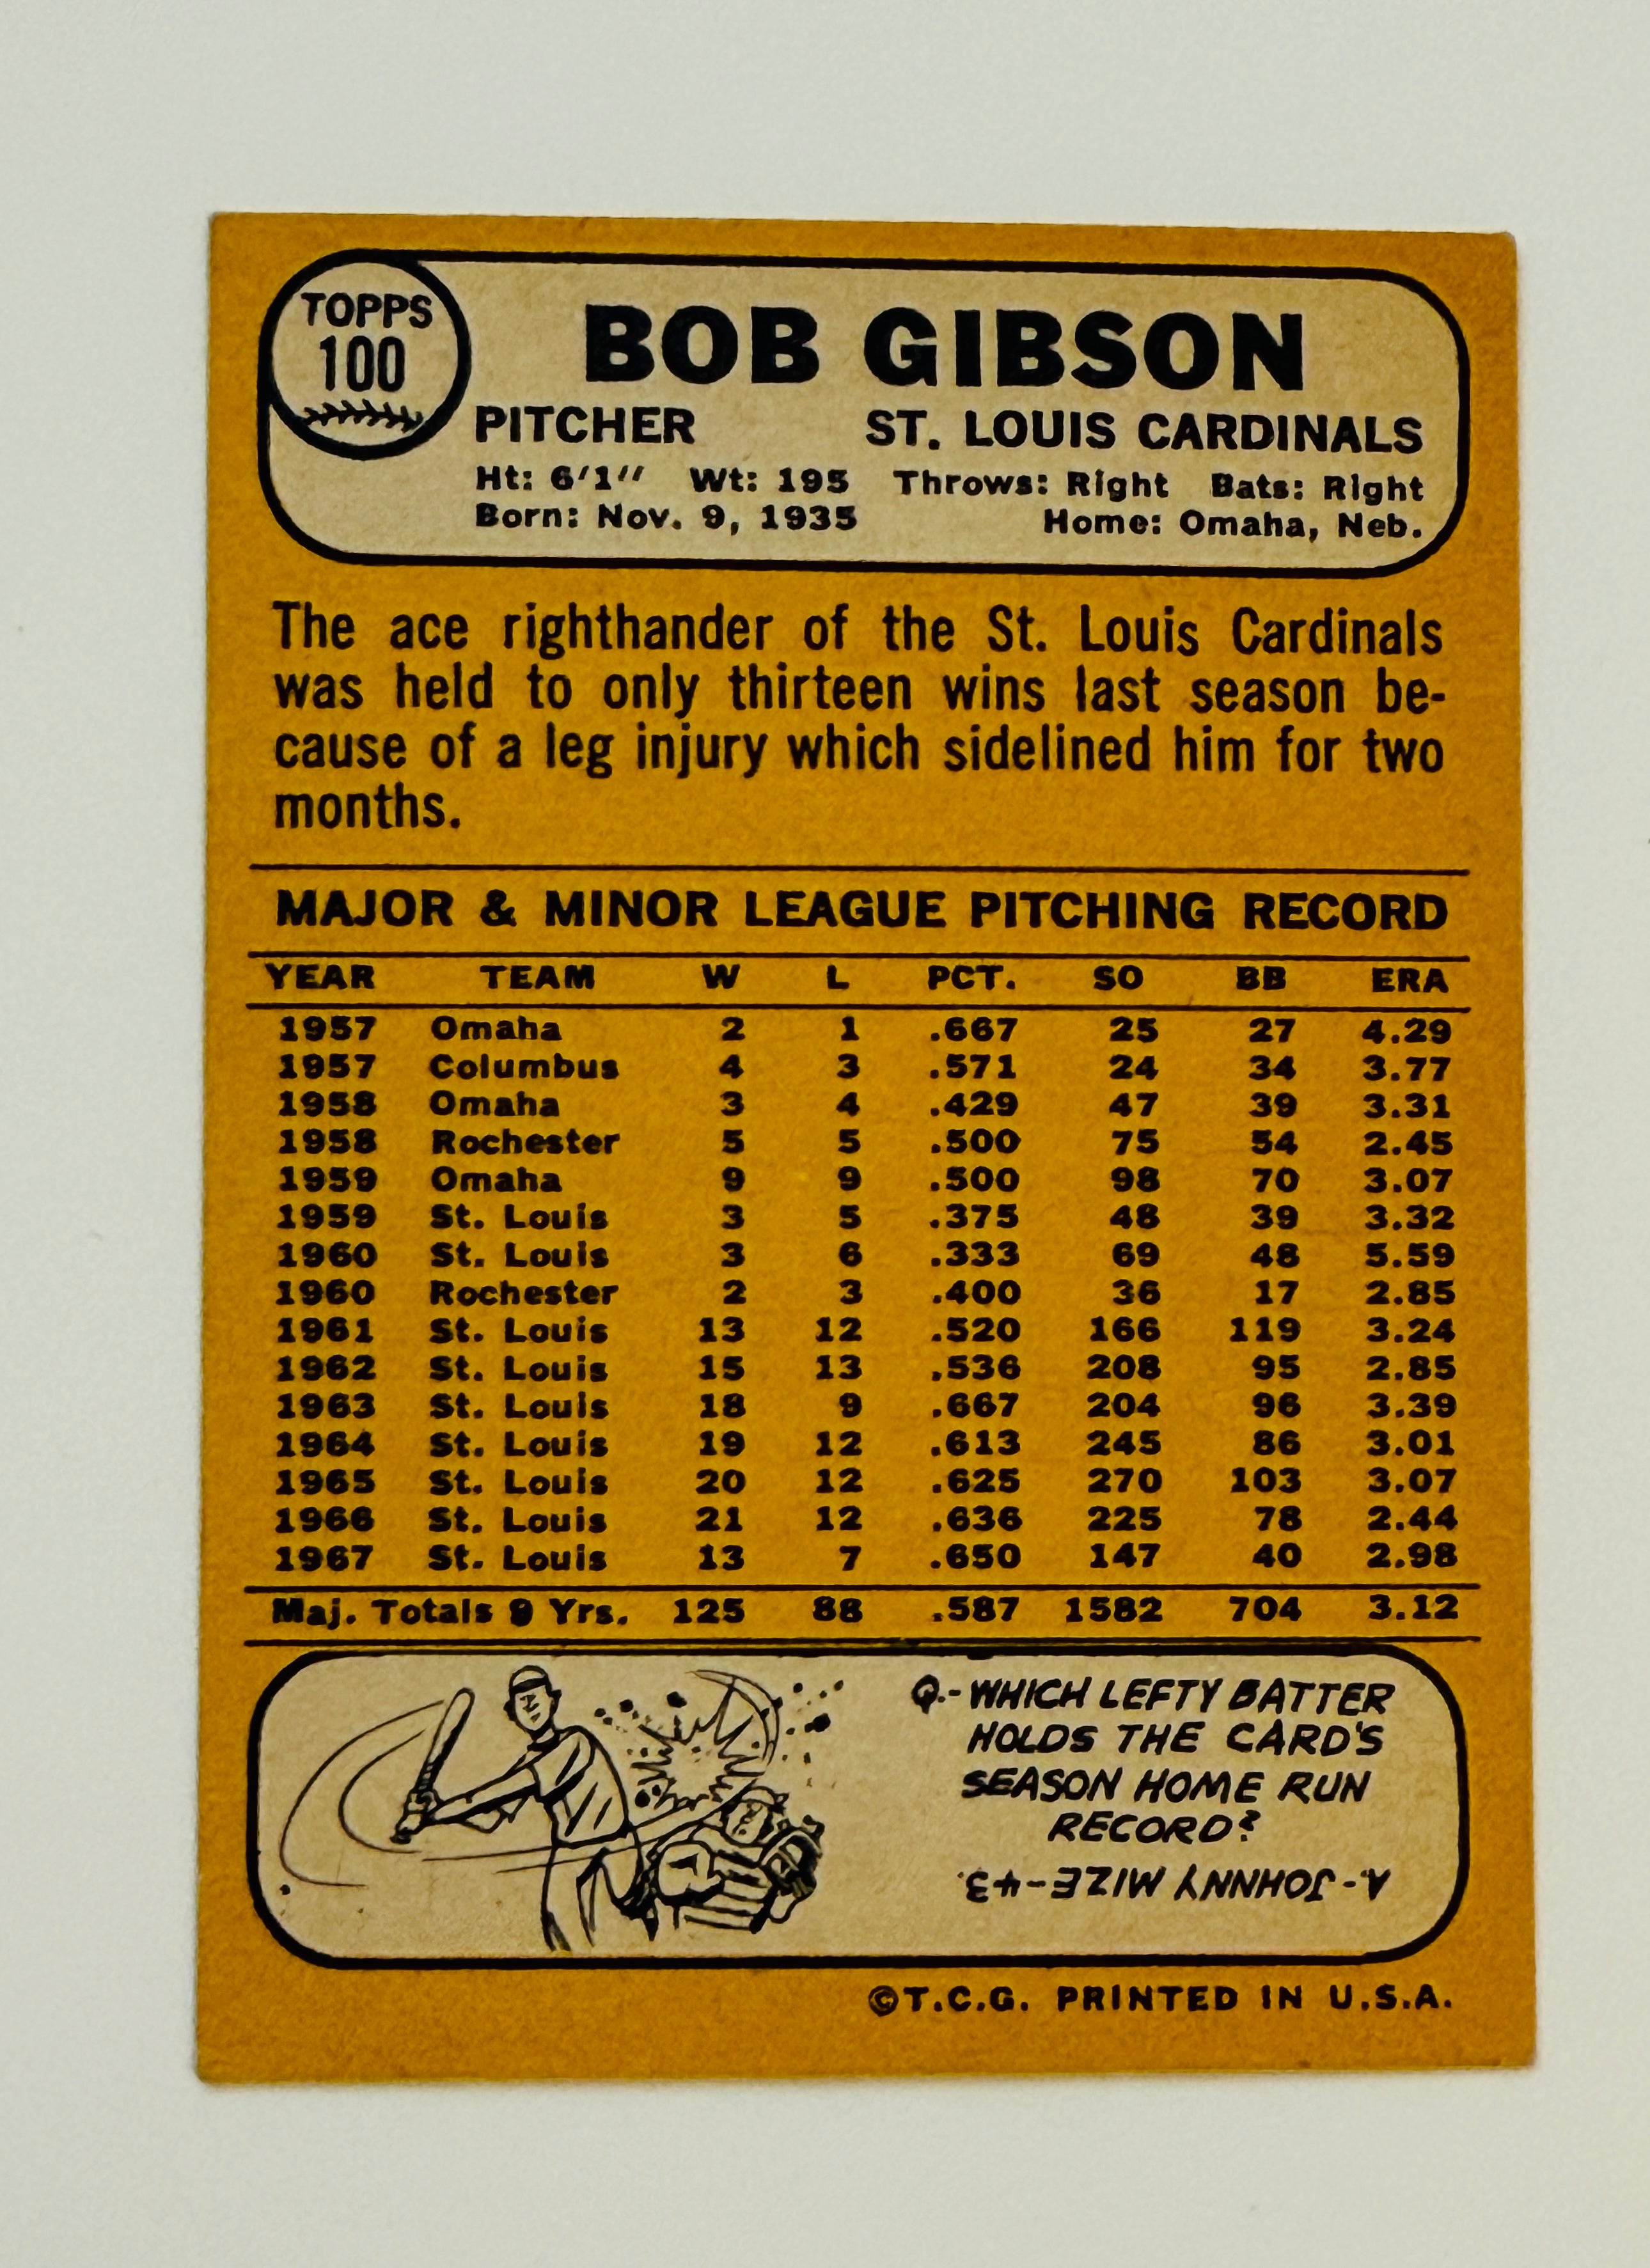 TOPPS
100
BOB GIBSON
PITCHER ST. LOUIS CARDINALS
Ht: 6'1" Wt: 195 Throws: Right Bats: Right
Born: Nov. 9, 1935 Home: Omaha, Neb.
The ace righthander of the St. Louis Cardinals
was held to only thirteen wins last season be-
cause of a leg injury which sidelined him for two
months.
MAJOR & MINOR LEAGUE PITCHING RECORD
YEAR TEAM W L PCT. SO BB ERA
1957 Omaha 2 1 .667 25 27 4.29
1957 Columbus 4 3 .571 24 34 3.77
1958 Omaha 3 4 .429 47 39 3.31
1958 Rochester 5 5 .500 75 54 2.45
1959 Omaha 9 9 .500 98 70 3.07
1959 St. Louis 3 5 .375 48 39 3.32
1960 St. Louis 3 6 .333 69 48 5.59
1960 Rochester 2 3 .400 36 17 2.85
1961 St. Louis 13 12 .520 166 119 3.24
1962 St. Louis 15 13 .536 208 95 2.85
1963 St. Louis 18 9 .667 204 96 3.39
1964 St. Louis 19 12 .613 245 86 3.01
1965 St. Louis 20 12 .625 270 103 3.07
1966 St. Louis 21 12 .636 225 78 2.44
1967 St. Louis 13 7 .650 147 40 2.98
Maj. Totals 9 Yrs. 125 88 .587 1582 704 3.12
Q.- WHICH LEFTY BATTER
HOLDS THE CARD'S
SEASON HOME RUN
RECORD?
A.- JOHNNY MIZE-43.
©T.C.G. PRINTED IN U.S.A.